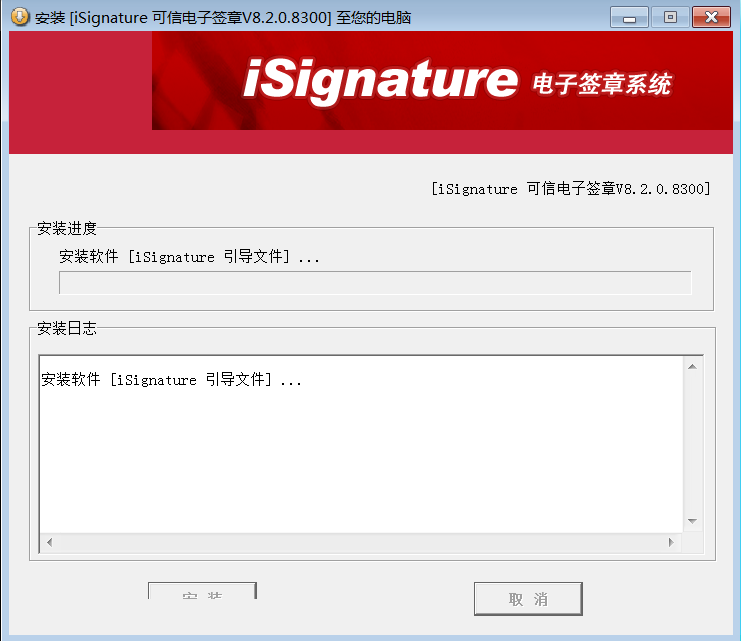 安装 [iSignature 可信电子签章V8.2.0.8300] 至您的电脑
iSignature 电子签章系统
[iSignature 可信电子签章V8.2.0.8300]
安装进度
安装软件 [iSignature 引导文件] ...
安装日志
安装软件 [iSignature 引导文件] ...
安 装
取 消